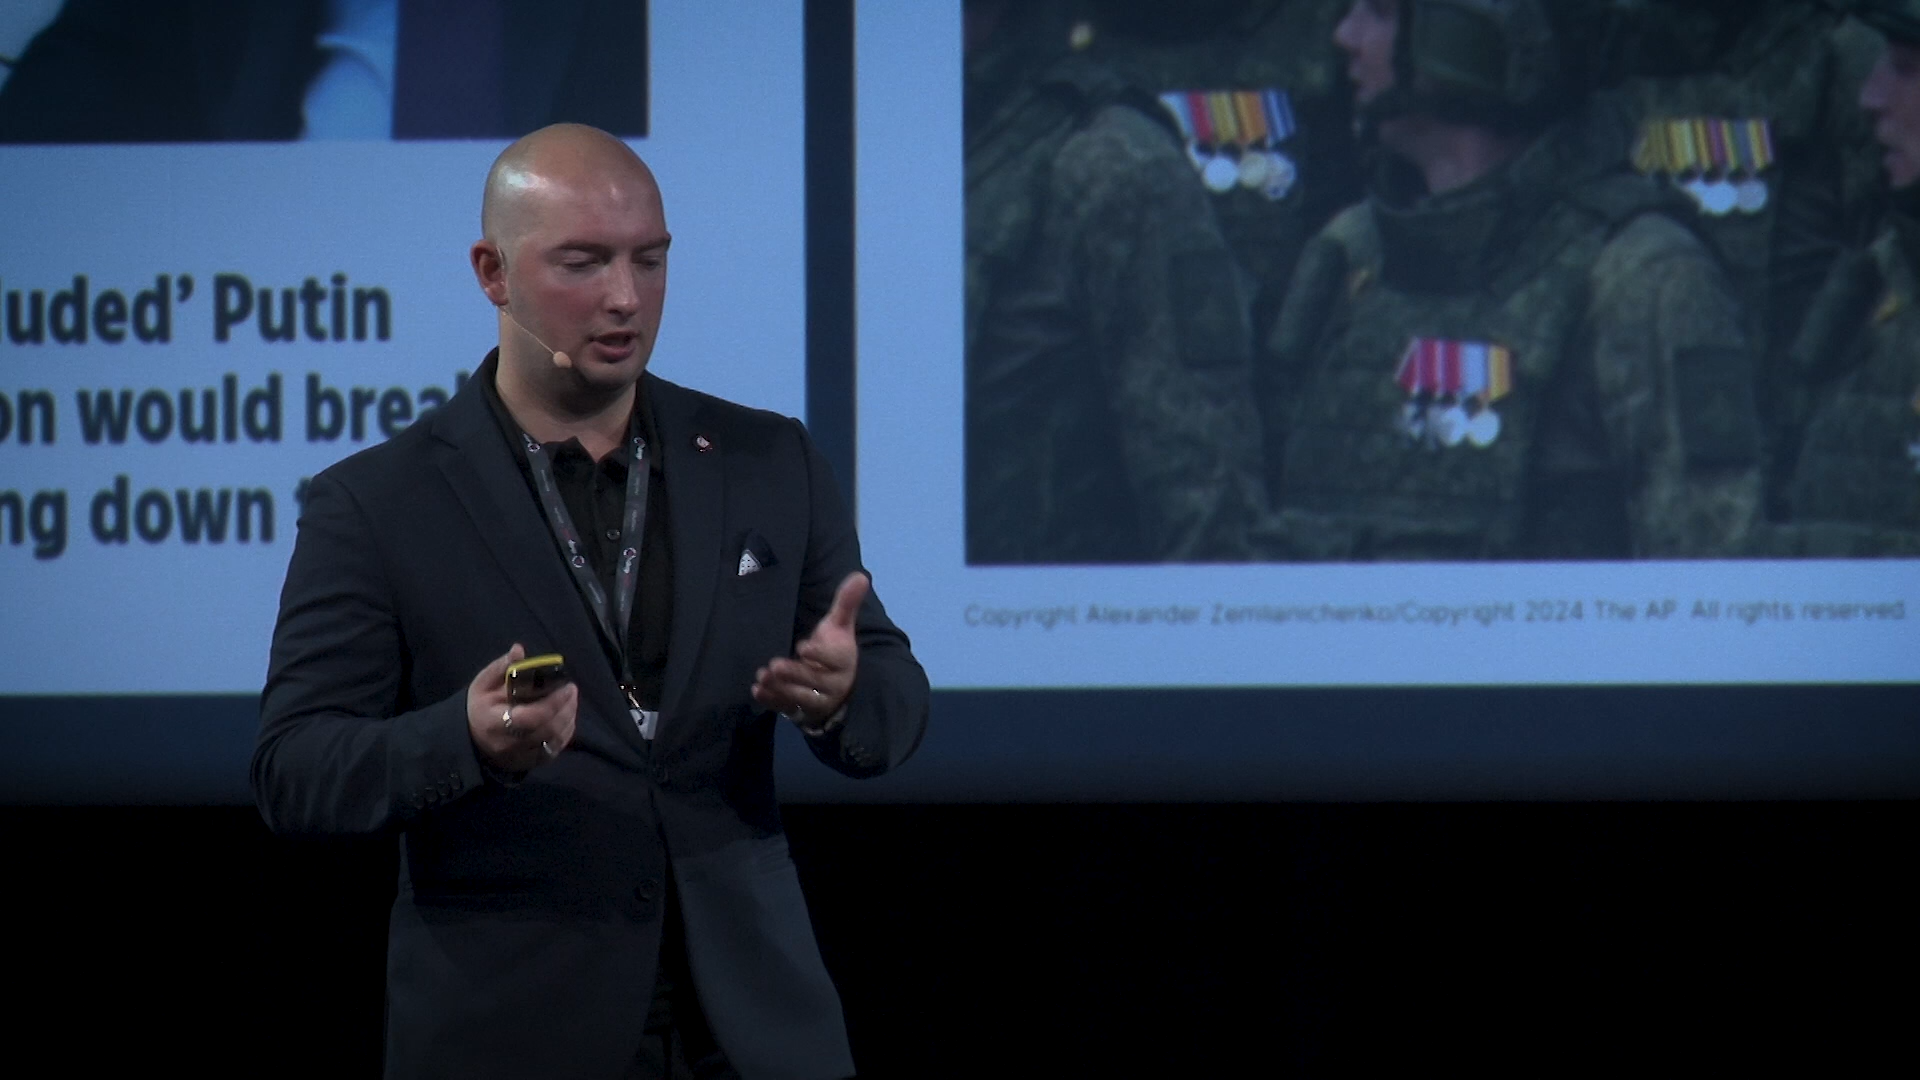 luded’ Putin
on would brea
ng down
Copyright Alexander Zemlianichenko/Copyright 2024 The AP. All rights reserved.